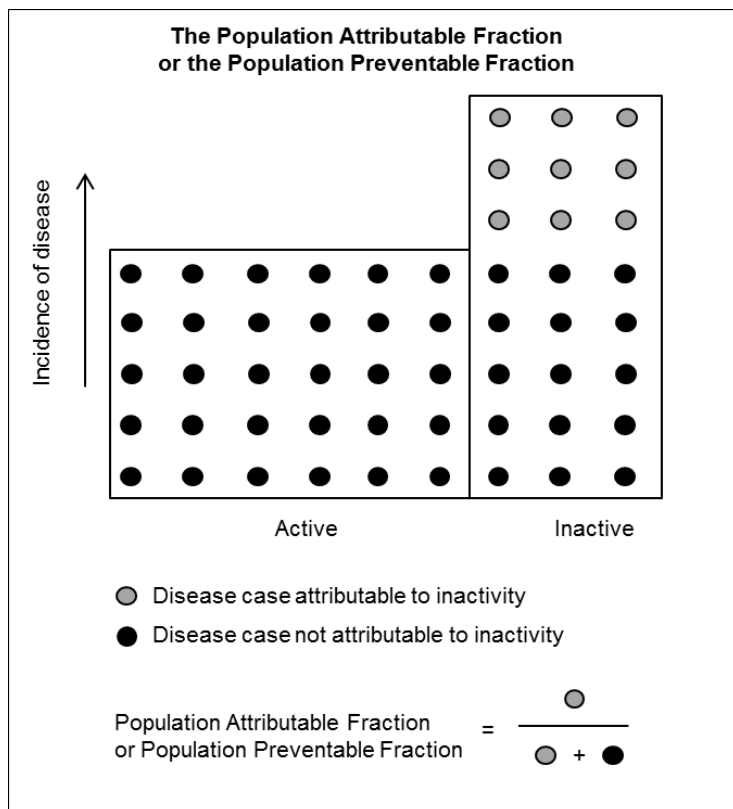 The Population Attributable Fraction
or the Population Preventable Fraction
Incidence of disease
Active
Inactive
Disease case attributable to inactivity
Disease case not attributable to inactivity
Population Attributable Fraction
or Population Preventable Fraction
=
+